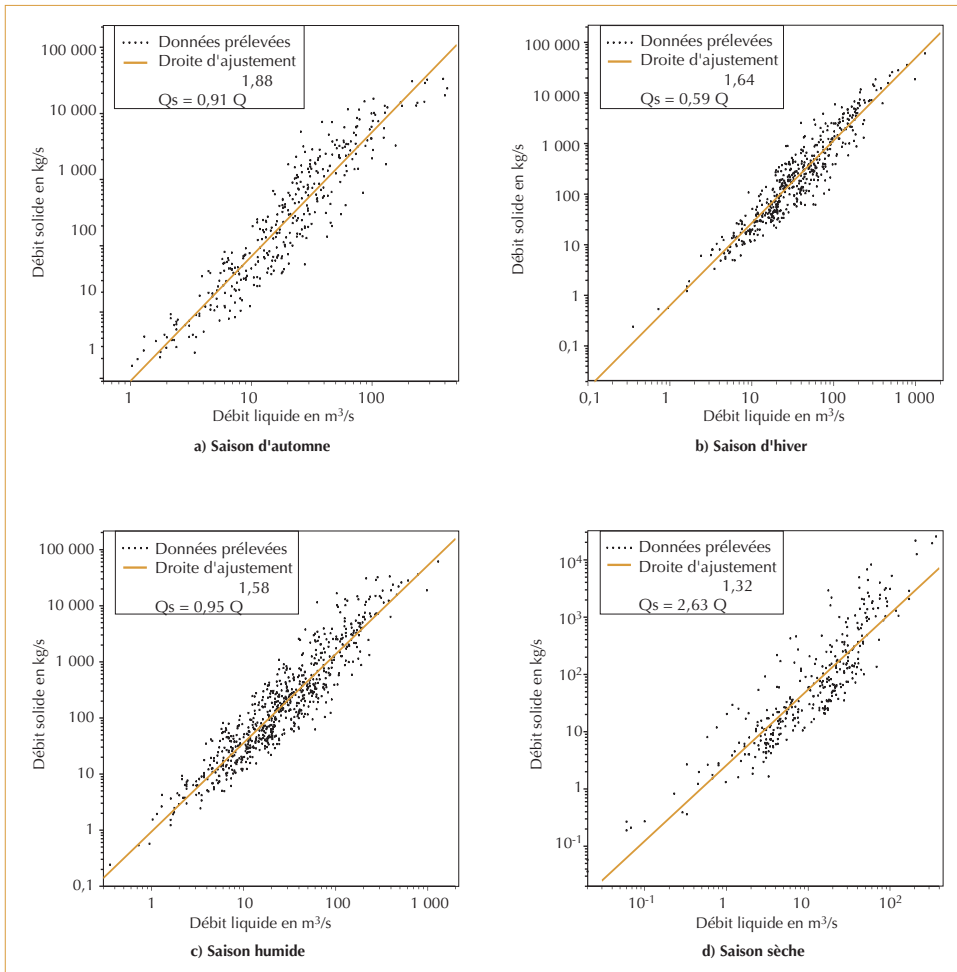 Données prélevées
Droite d'ajustement
1,88
Qs = 0,91 Q
100 000
10 000
1 000
100
10
1
Débit solide en kg/s
1 10 100
Débit liquide en m³/s
a) Saison d'automne
Données prélevées
Droite d'ajustement
1,64
Qs = 0,59 Q
100 000
10 000
1 000
100
10
1
0,1
Débit solide en kg/s
0,1 1 10 100 1 000
Débit liquide en m³/s
b) Saison d'hiver
Données prélevées
Droite d'ajustement
1,58
Qs = 0,95 Q
100 000
10 000
1 000
100
10
1
0,1
Débit solide en kg/s
1 10 100 1 000
Débit liquide en m³/s
c) Saison humide
Données prélevées
Droite d'ajustement
1,32
Qs = 2,63 Q
10⁴
10³
10²
10
1
10⁻¹
Débit solide en kg/s
10⁻¹ 1 10 10²
Débit liquide en m³/s
d) Saison sèche